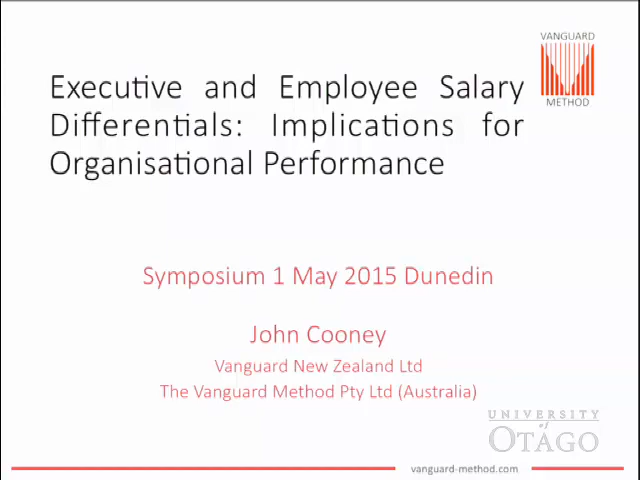 VANGUARD
METHOD
Executive and Employee Salary
Differentials: Implications for
Organisational Performance
Symposium 1 May 2015 Dunedin
John Cooney
Vanguard New Zealand Ltd
The Vanguard Method Pty Ltd (Australia)
UNIVERSITY
of
OTAGO
vanguard-method.com